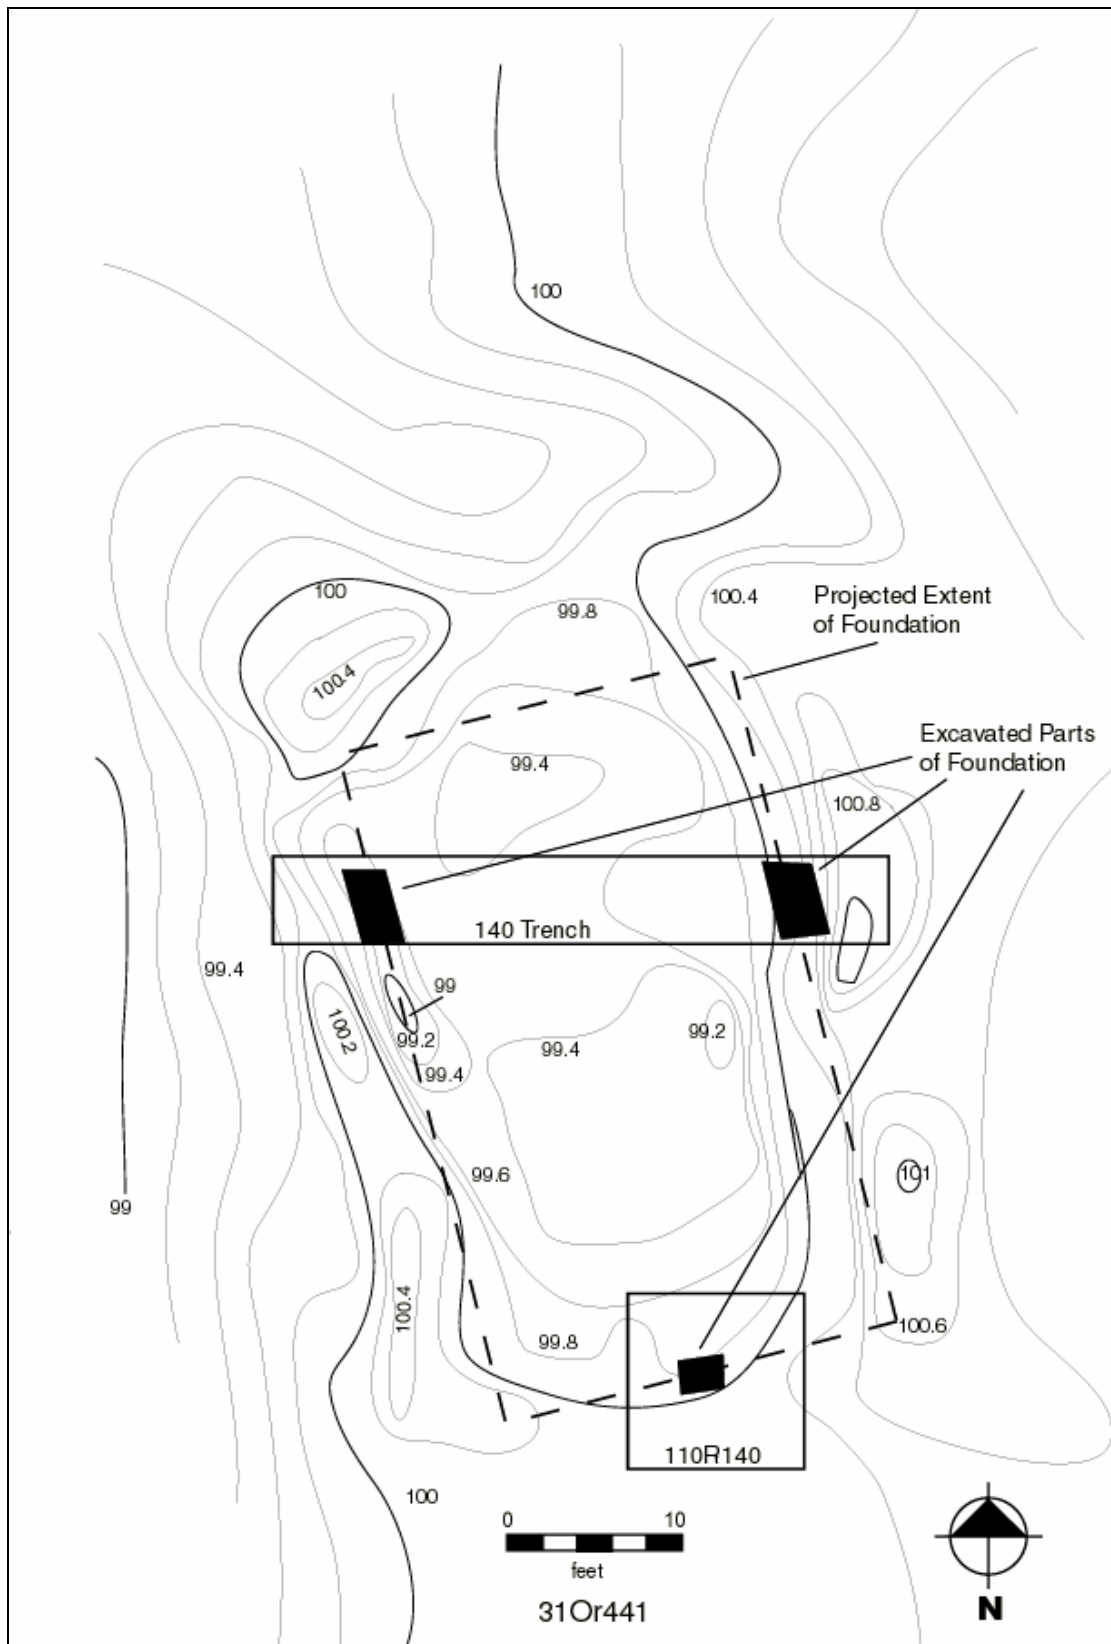 100
100
99.8
100.4
Projected Extent
of Foundation
100.4
Excavated Parts
of Foundation
99.4
100.8
140 Trench
99.4
99
100.2
99.2
99.2
99.4
99.4
99.6
101
99
100.4
99.8
100.6
110R140
100
0 10
feet
31Or441
N